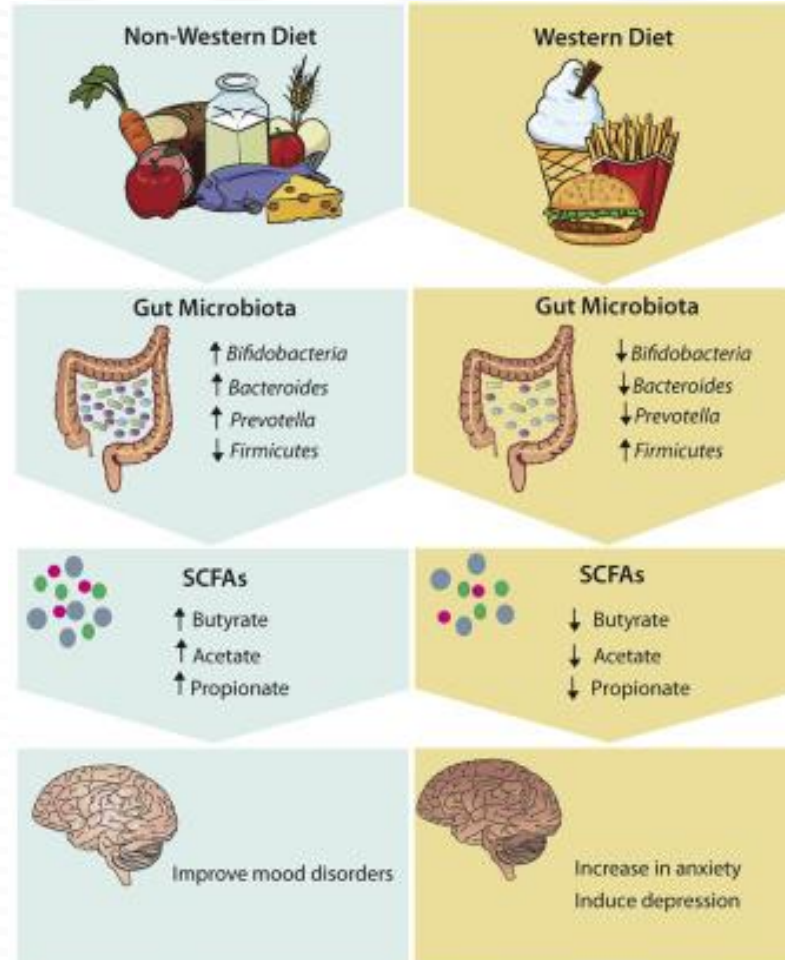 Non-Western Diet
Western Diet
Gut Microbiota
↑ Bifidobacteria
↑ Bacteroides
↑ Prevotella
↓ Firmicutes
Gut Microbiota
↓ Bifidobacteria
↓ Bacteroides
↓ Prevotella
↑ Firmicutes
SCFAs
↑ Butyrate
↑ Acetate
↑ Propionate
SCFAs
↓ Butyrate
↓ Acetate
↓ Propionate
Improve mood disorders
Increase in anxiety
Induce depression